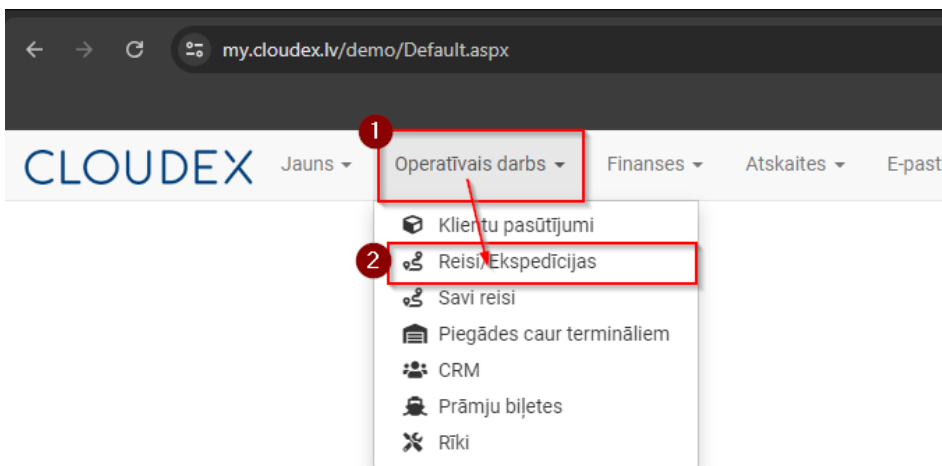 my.cloudex.lv/demo/Default.aspx
1
CLOUDEX Jauns Operatīvais darbs Finanses Atskaites E-past
Klientu pasūtījumi
2 Reisi/Ekspedīcijas
Savi reisi
Piegādes caur termināliem
CRM
Prāmju biļetes
Rīki